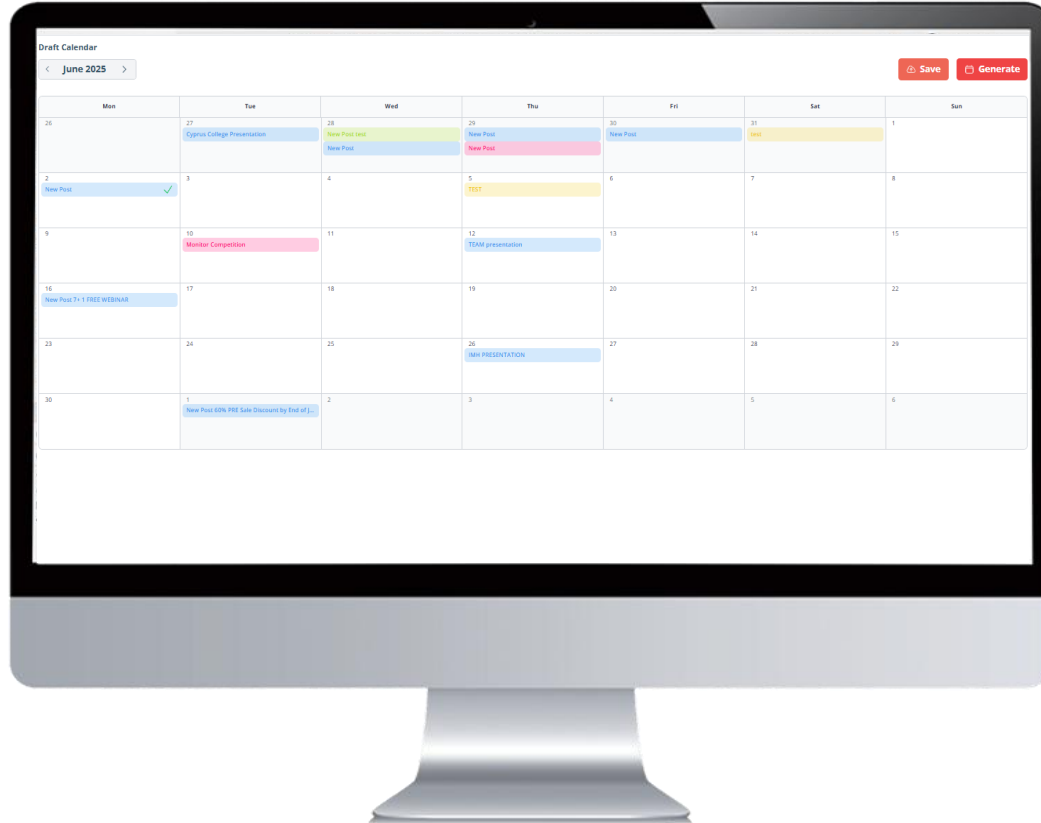 Draft Calendar
< June 2025 >
Save
Generate
Mon Tue Wed Thu Fri Sat Sun
26 27 28 29 30 31 1
Cyprus College Presentation
New Post test
New Post
New Post
New Post
New Post
test
2 3 4 5 6 7 8
New Post
TEST
9 10 11 12 13 14 15
Monitor Competition
TEAM presentation
16 17 18 19 20 21 22
New Post 7+ 1 FREE WEBINAR
23 24 25 26 27 28 29
IMH PRESENTATION
30 1 2 3 4 5 6
New Post 60% PRE Sale Discount by End of J...